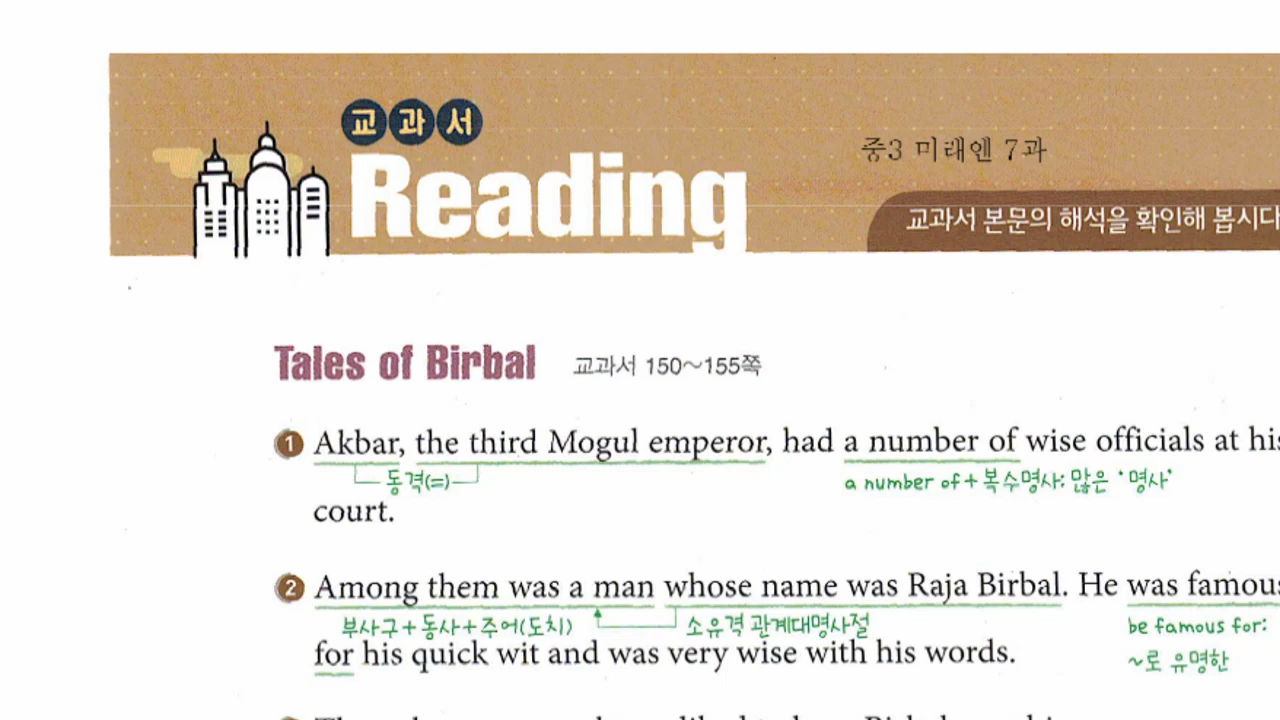 교과서
Reading
중3 미래엔 7과
교과서 본문의 해석을 확인해 봅시다
Tales of Birbal 교과서 150~155쪽
1 Akbar, the third Mogul emperor, had a number of wise officials at his
동격(=) a number of + 복수명사: 많은 '명사'
court.
2 Among them was a man whose name was Raja Birbal. He was famous
부사구+동사+주어(도치) 소유격 관계대명사절 be famous for:
for his quick wit and was very wise with his words.
~로 유명한